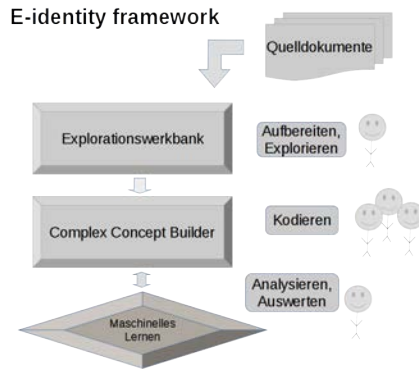 E-identity framework
Quelldokumente
Explorationswerkbank
Aufbereiten,
Explorieren
Complex Concept Builder
Kodieren
Analysieren,
Auswerten
Maschinelles
Lernen